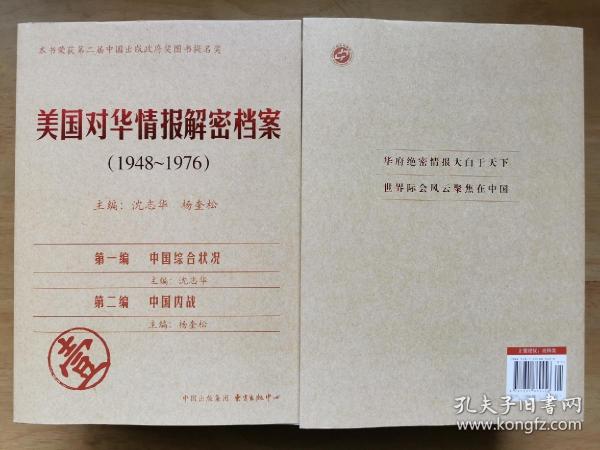 本书荣获第二届中国出版政府奖图书提名奖
美国对华情报解密档案
(1948~1976)
主编：沈志华 杨奎松
第一编 中国综合状况
主编：沈志华
第二编 中国内战
主编：杨奎松
壹
中国出版集团 东方出版中心
华府绝密情报大白于天下
世界际会风云聚焦在中国
孔夫子旧书网
www.kongfz.com